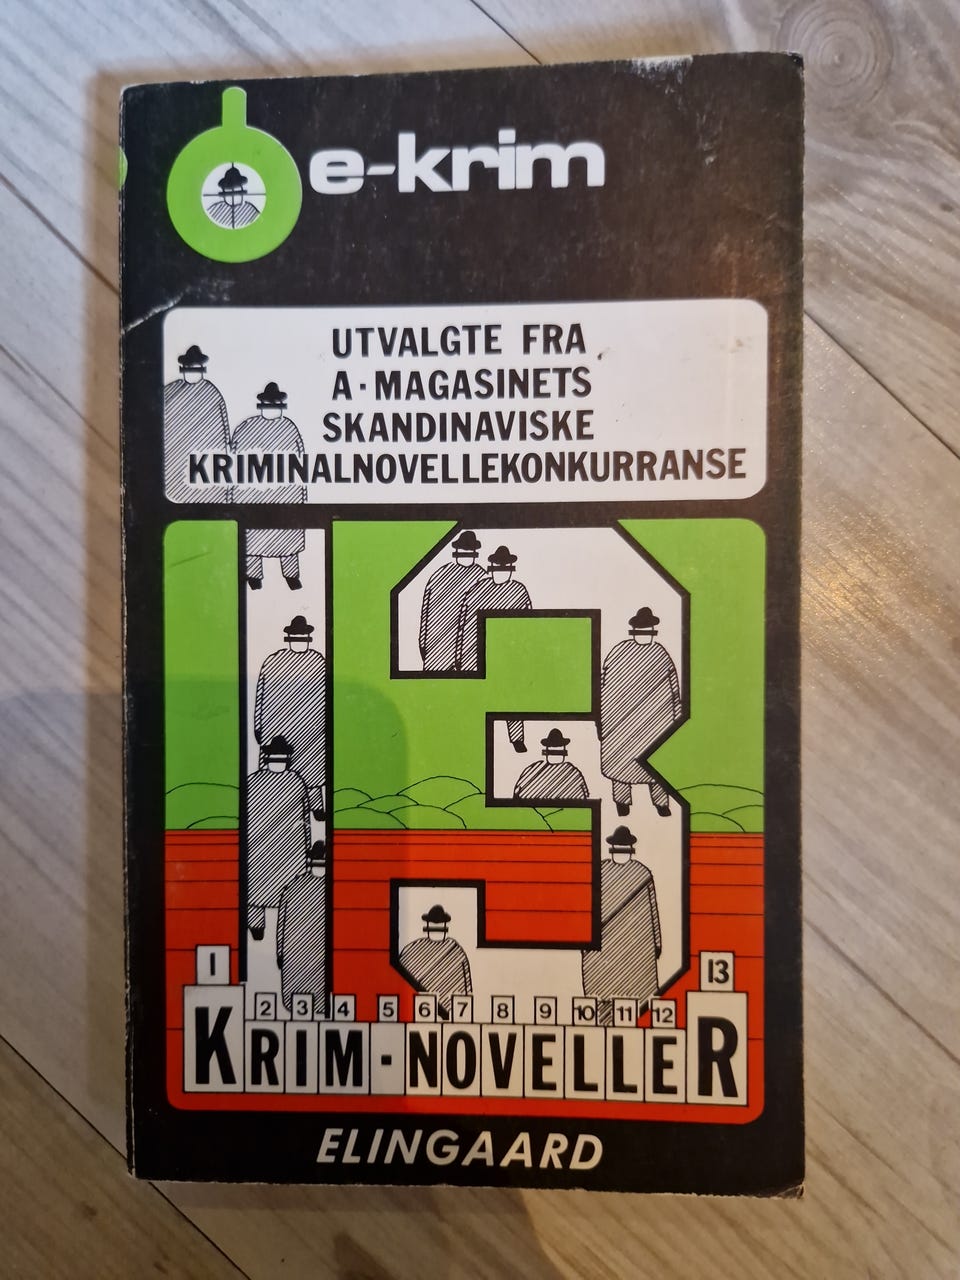 e-krim
UTVALGTE FRA
A·MAGASINETS
SKANDINAVISKE
KRIMINALNOVELLEKONKURRANSE
13
1 2 3 4 5 6 7 8 9 10 11 12 13
KRIM-NOVELLER
ELINGAARD